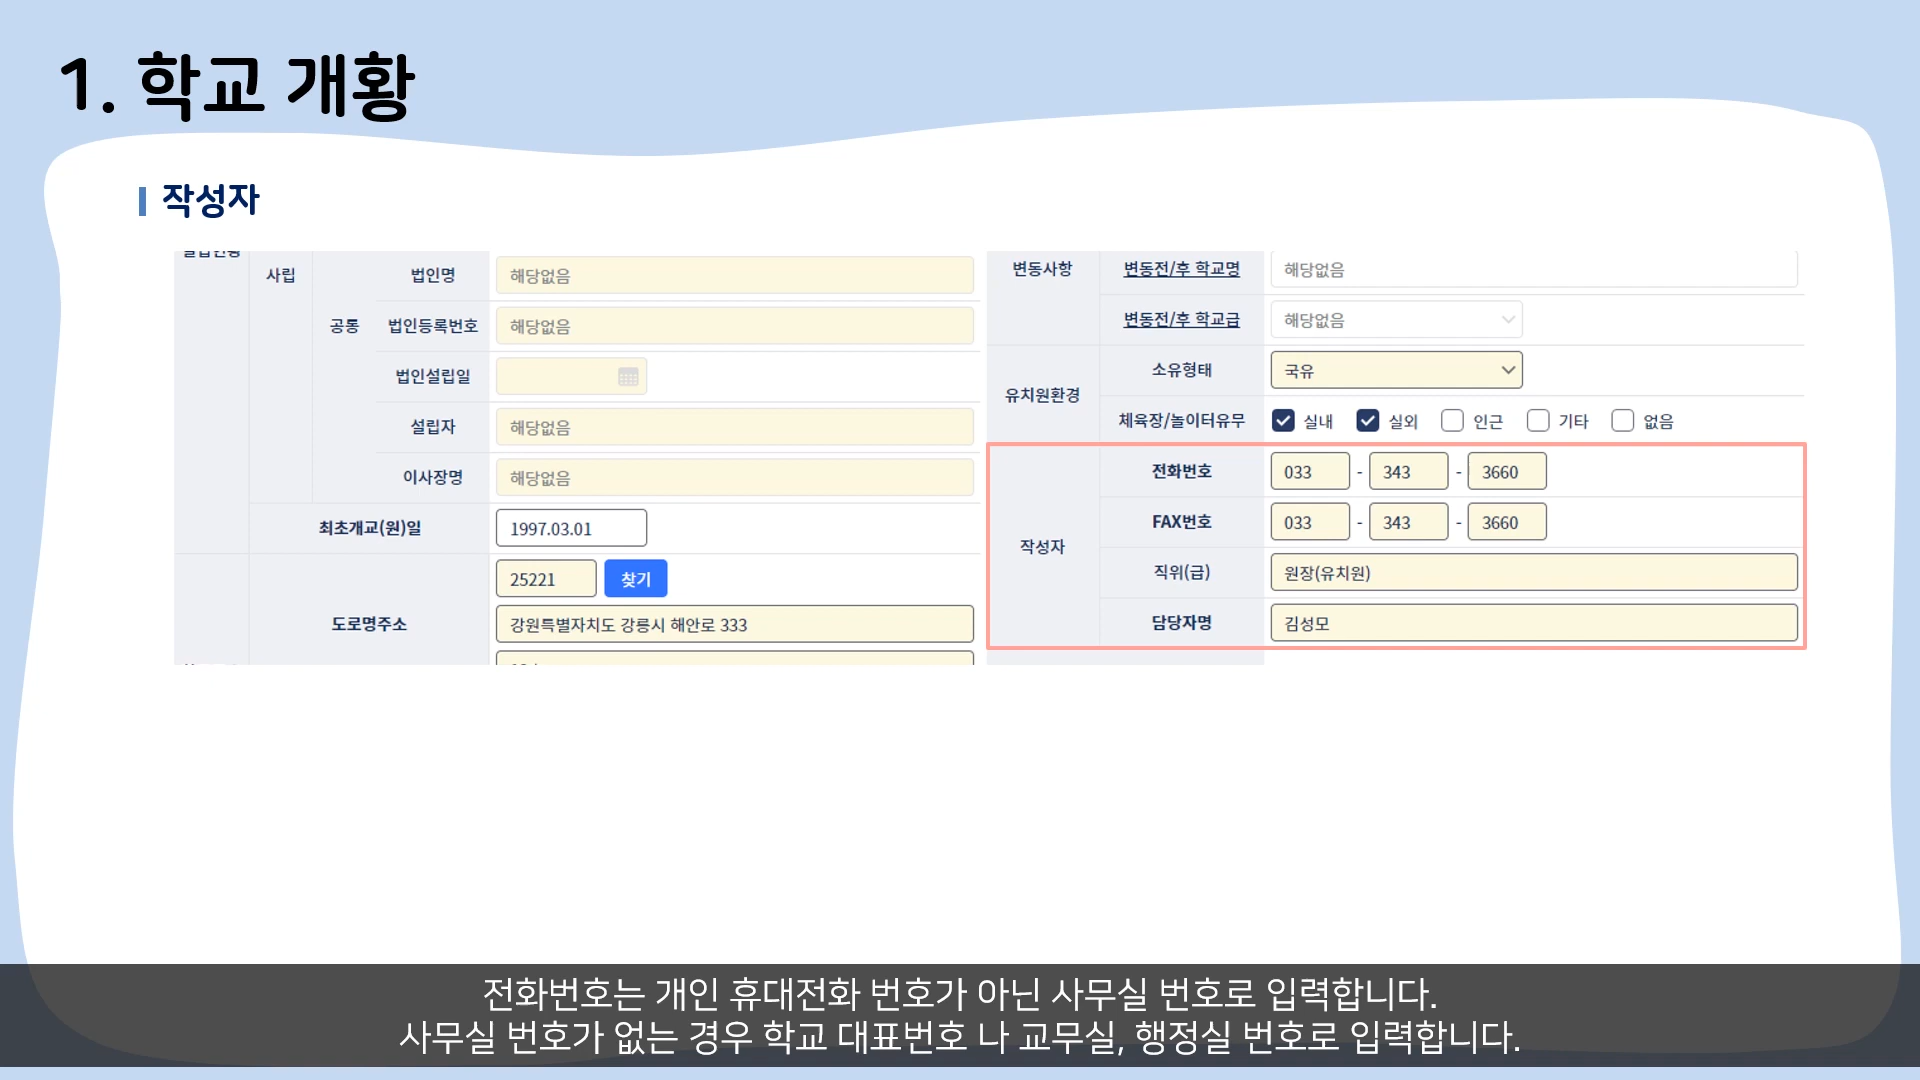 1. 학교 개황
작성자
사립
법인명
해당없음
공통
법인등록번호
해당없음
법인설립일
설립자
해당없음
이사장명
해당없음
최초개교(원)일
1997.03.01
도로명주소
25221
찾기
강원특별자치도 강릉시 해안로 333
변동사항
변동전/후 학교명
해당없음
변동전/후 학교급
해당없음
유치원환경
소유형태
국유
체육장/놀이터유무
실내
실외
인근
기타
없음
작성자
전화번호
033 - 343 - 3660
FAX번호
033 - 343 - 3660
직위(급)
원장(유치원)
담당자명
김성모
전화번호는 개인 휴대전화 번호가 아닌 사무실 번호로 입력합니다.
사무실 번호가 없는 경우 학교 대표번호 나 교무실, 행정실 번호로 입력합니다.